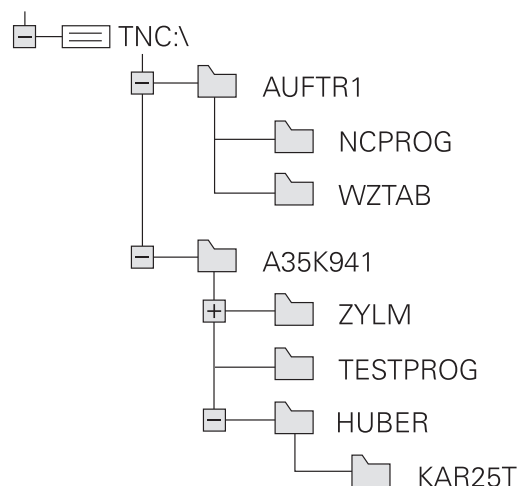 TNC:\
AUFTR1
NCPROG
WZTAB
A35K941
ZYLM
TESTPROG
HUBER
KAR25T